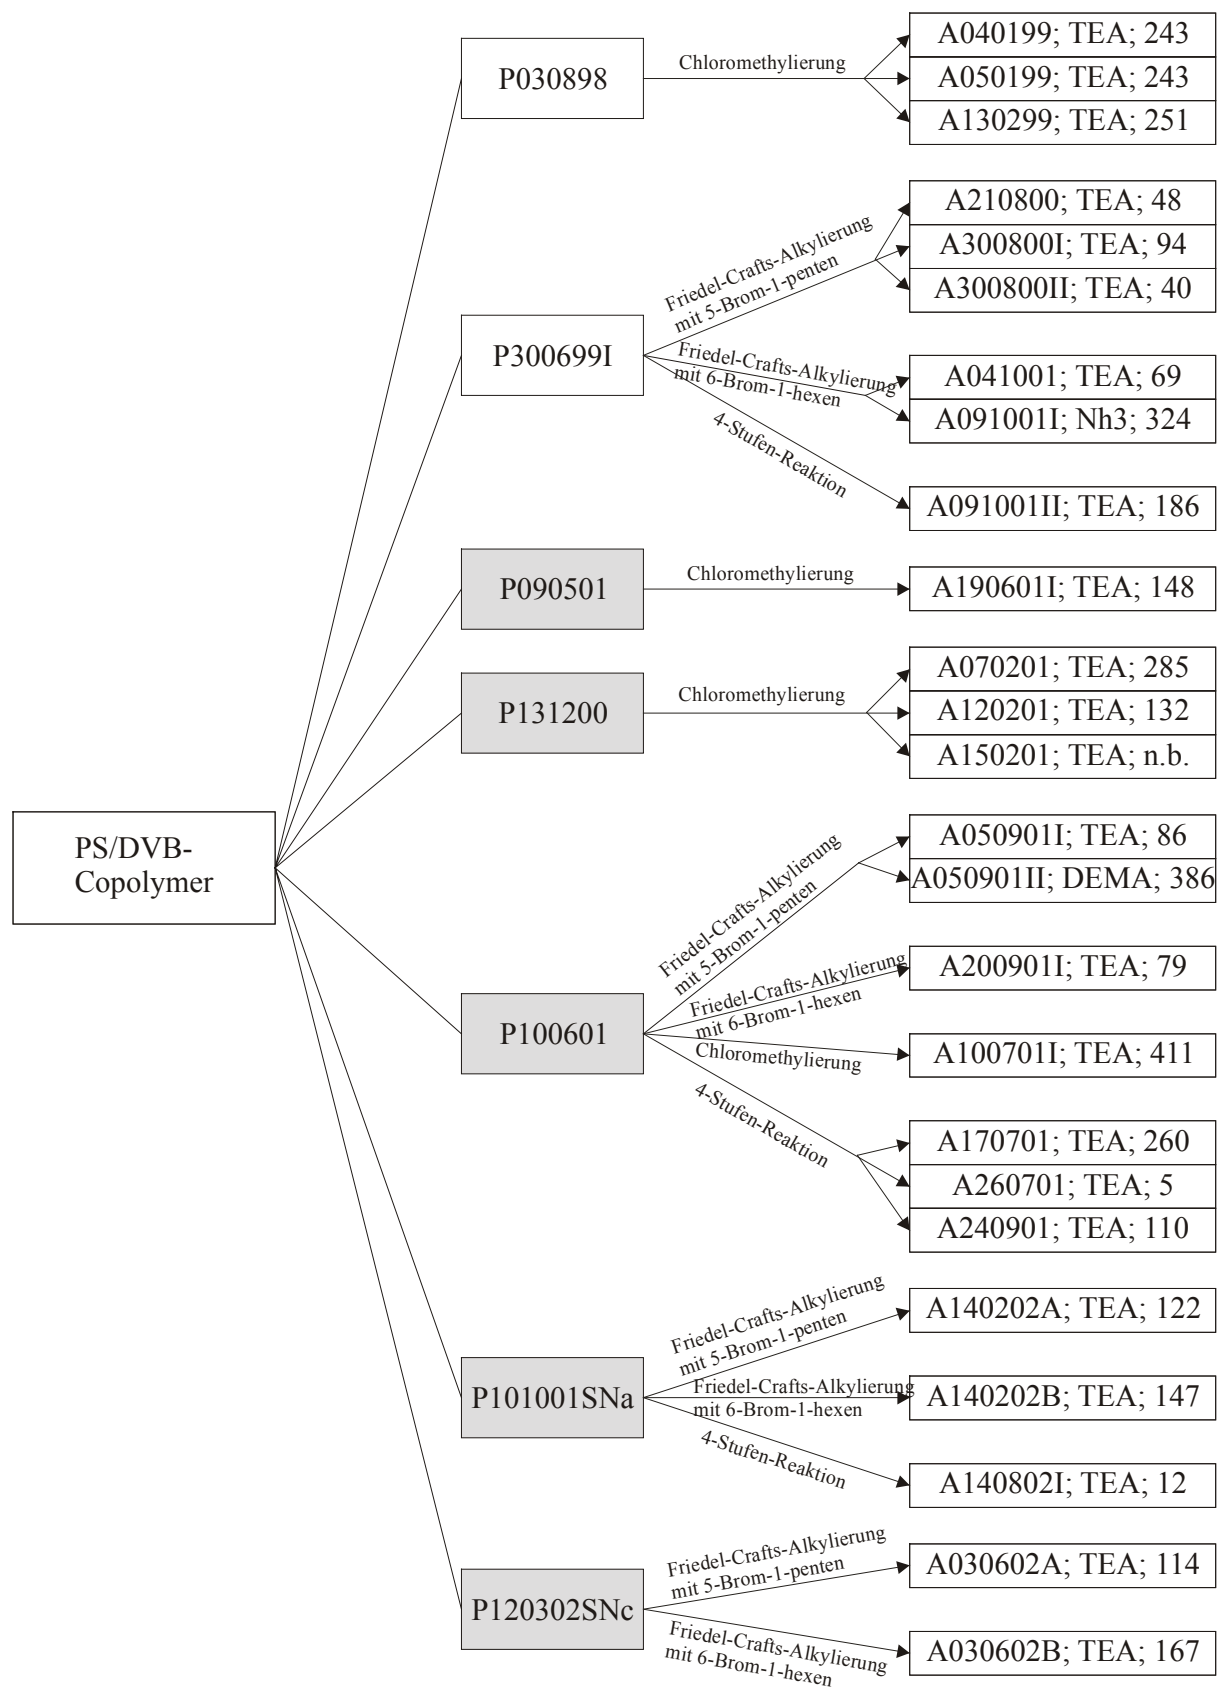 PS/DVB-
Copolymer
P030898
Chloromethylierung
A040199; TEA; 243
A050199; TEA; 243
A130299; TEA; 251
P300699I
Friedel-Crafts-Alkylierung
mit 5-Brom-1-penten
A210800; TEA; 48
A300800I; TEA; 94
A300800II; TEA; 40
Friedel-Crafts-Alkylierung
mit 6-Brom-1-hexen
A041001; TEA; 69
A091001I; Nh3; 324
4-Stufen-Reaktion
A091001II; TEA; 186
P090501
Chloromethylierung
A190601I; TEA; 148
P131200
Chloromethylierung
A070201; TEA; 285
A120201; TEA; 132
A150201; TEA; n.b.
P100601
Friedel-Crafts-Alkylierung
mit 5-Brom-1-penten
A050901I; TEA; 86
A050901II; DEMA; 386
Friedel-Crafts-Alkylierung
mit 6-Brom-1-hexen
A200901I; TEA; 79
Chloromethylierung
A100701I; TEA; 411
4-Stufen-Reaktion
A170701; TEA; 260
A260701; TEA; 5
A240901; TEA; 110
P101001SNa
Friedel-Crafts-Alkylierung
mit 5-Brom-1-penten
A140202A; TEA; 122
Friedel-Crafts-Alkylierung
mit 6-Brom-1-hexen
A140202B; TEA; 147
4-Stufen-Reaktion
A140802I; TEA; 12
P120302SNc
Friedel-Crafts-Alkylierung
mit 5-Brom-1-penten
A030602A; TEA; 114
Friedel-Crafts-Alkylierung
mit 6-Brom-1-hexen
A030602B; TEA; 167